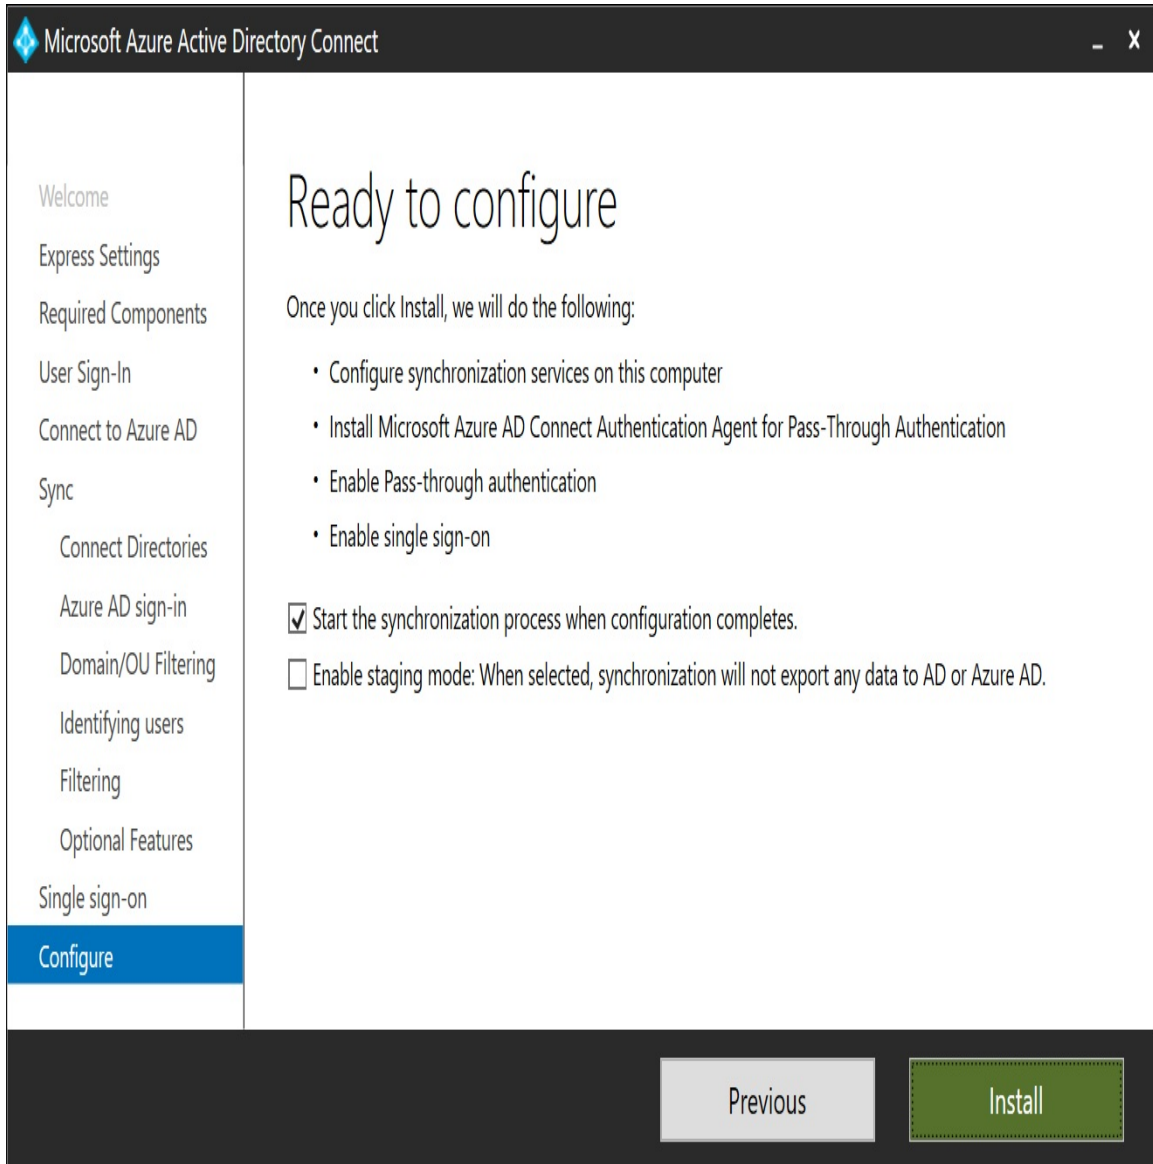 Microsoft Azure Active Directory Connect
Welcome
Express Settings
Required Components
User Sign-In
Connect to Azure AD
Sync
Connect Directories
Azure AD sign-in
Domain/OU Filtering
Identifying users
Filtering
Optional Features
Single sign-on
Configure
Ready to configure
Once you click Install, we will do the following:
• Configure synchronization services on this computer
• Install Microsoft Azure AD Connect Authentication Agent for Pass-Through Authentication
• Enable Pass-through authentication
• Enable single sign-on
Start the synchronization process when configuration completes.
Enable staging mode: When selected, synchronization will not export any data to AD or Azure AD.
Previous
Install